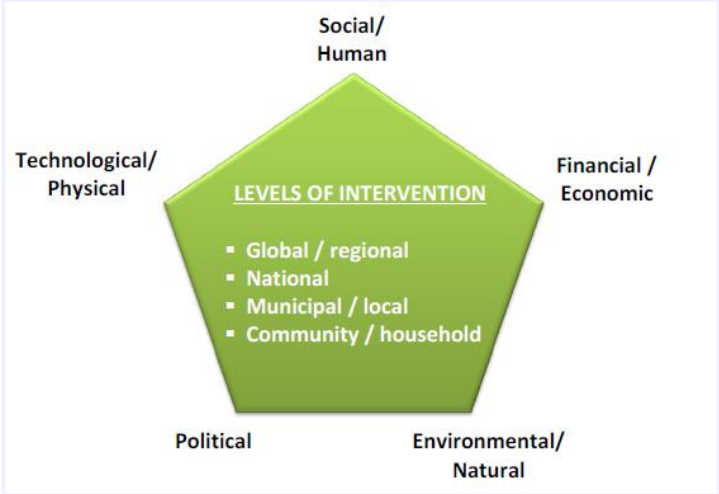 Social/
Human
Technological/
Physical
Financial /
Economic
LEVELS OF INTERVENTION
▪ Global / regional
▪ National
▪ Municipal / local
▪ Community / household
Political
Environmental/
Natural